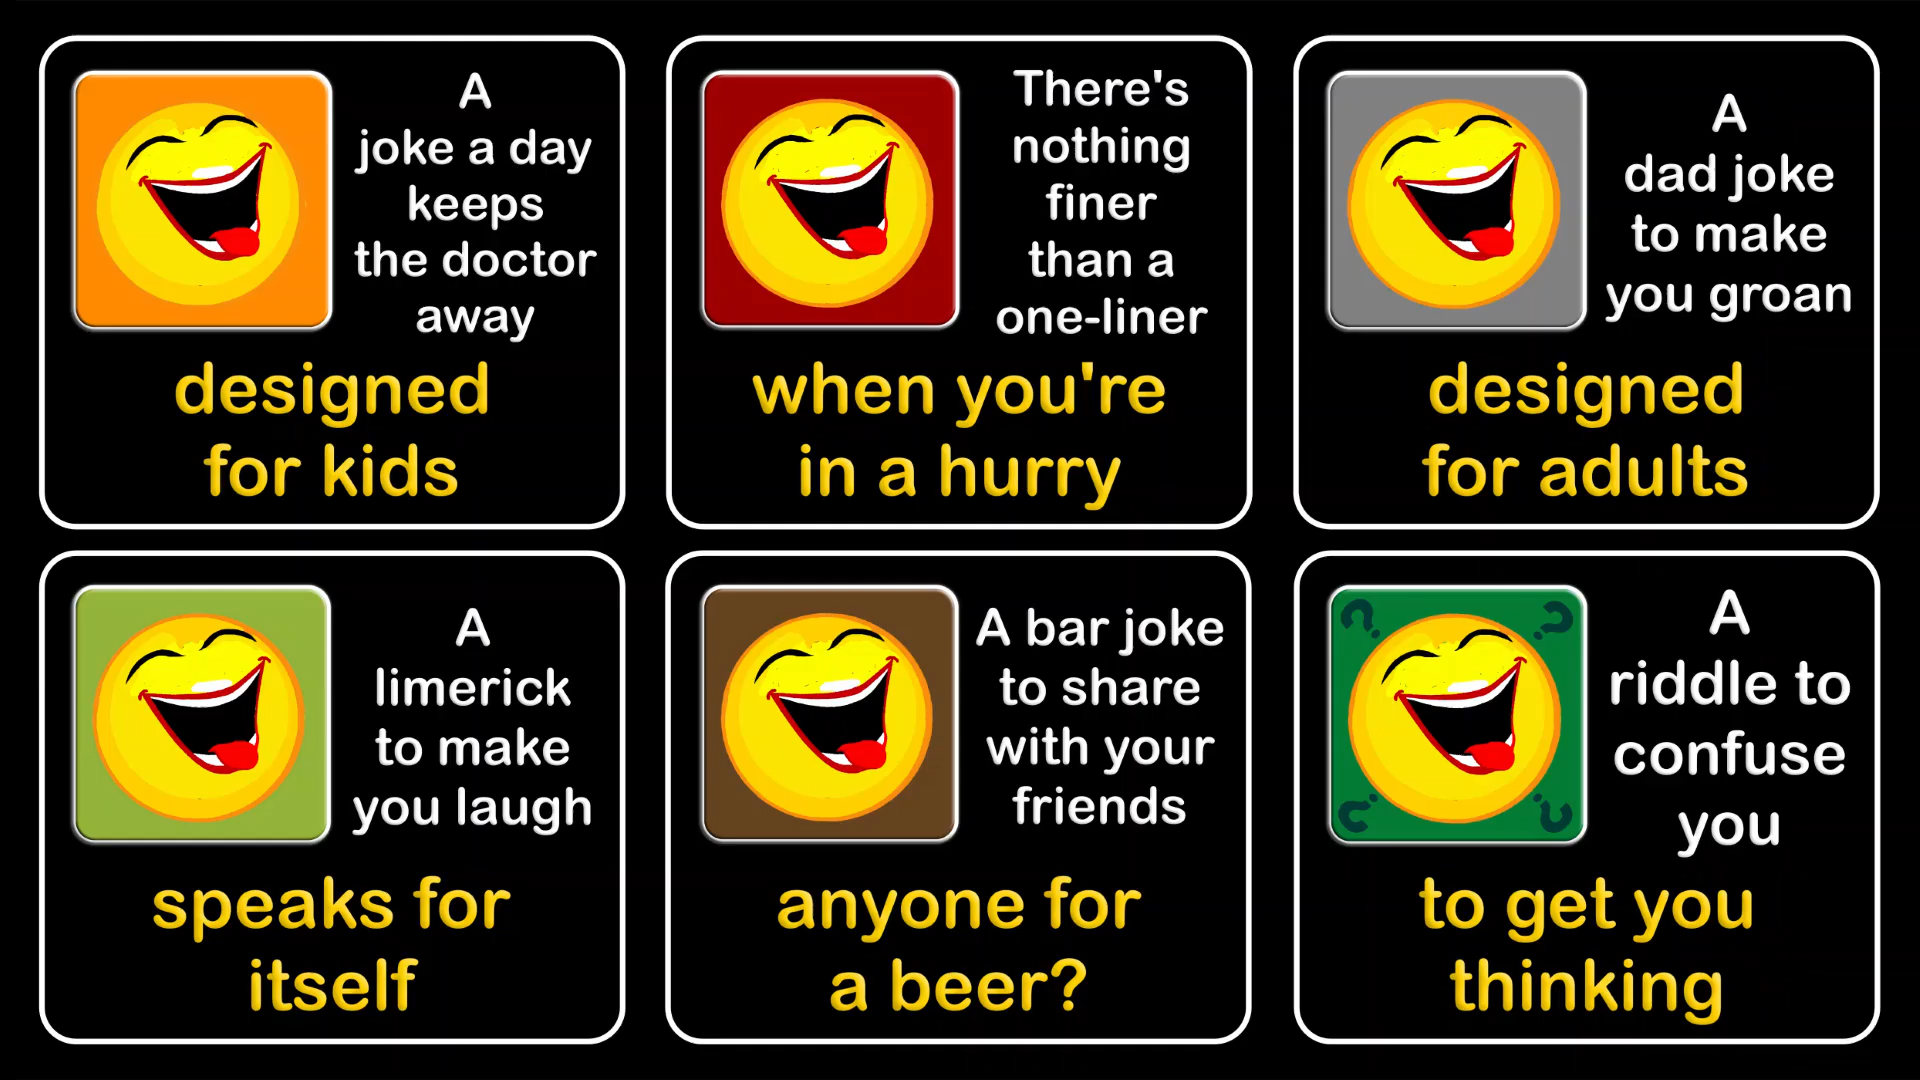 A
joke a day
keeps
the doctor
away
designed
for kids
There's
nothing
finer
than a
one-liner
when you're
in a hurry
A
dad joke
to make
you groan
designed
for adults
A
limerick
to make
you laugh
speaks for
itself
A bar joke
to share
with your
friends
anyone for
a beer?
? ?
? ?
A
riddle to
confuse
you
to get you
thinking